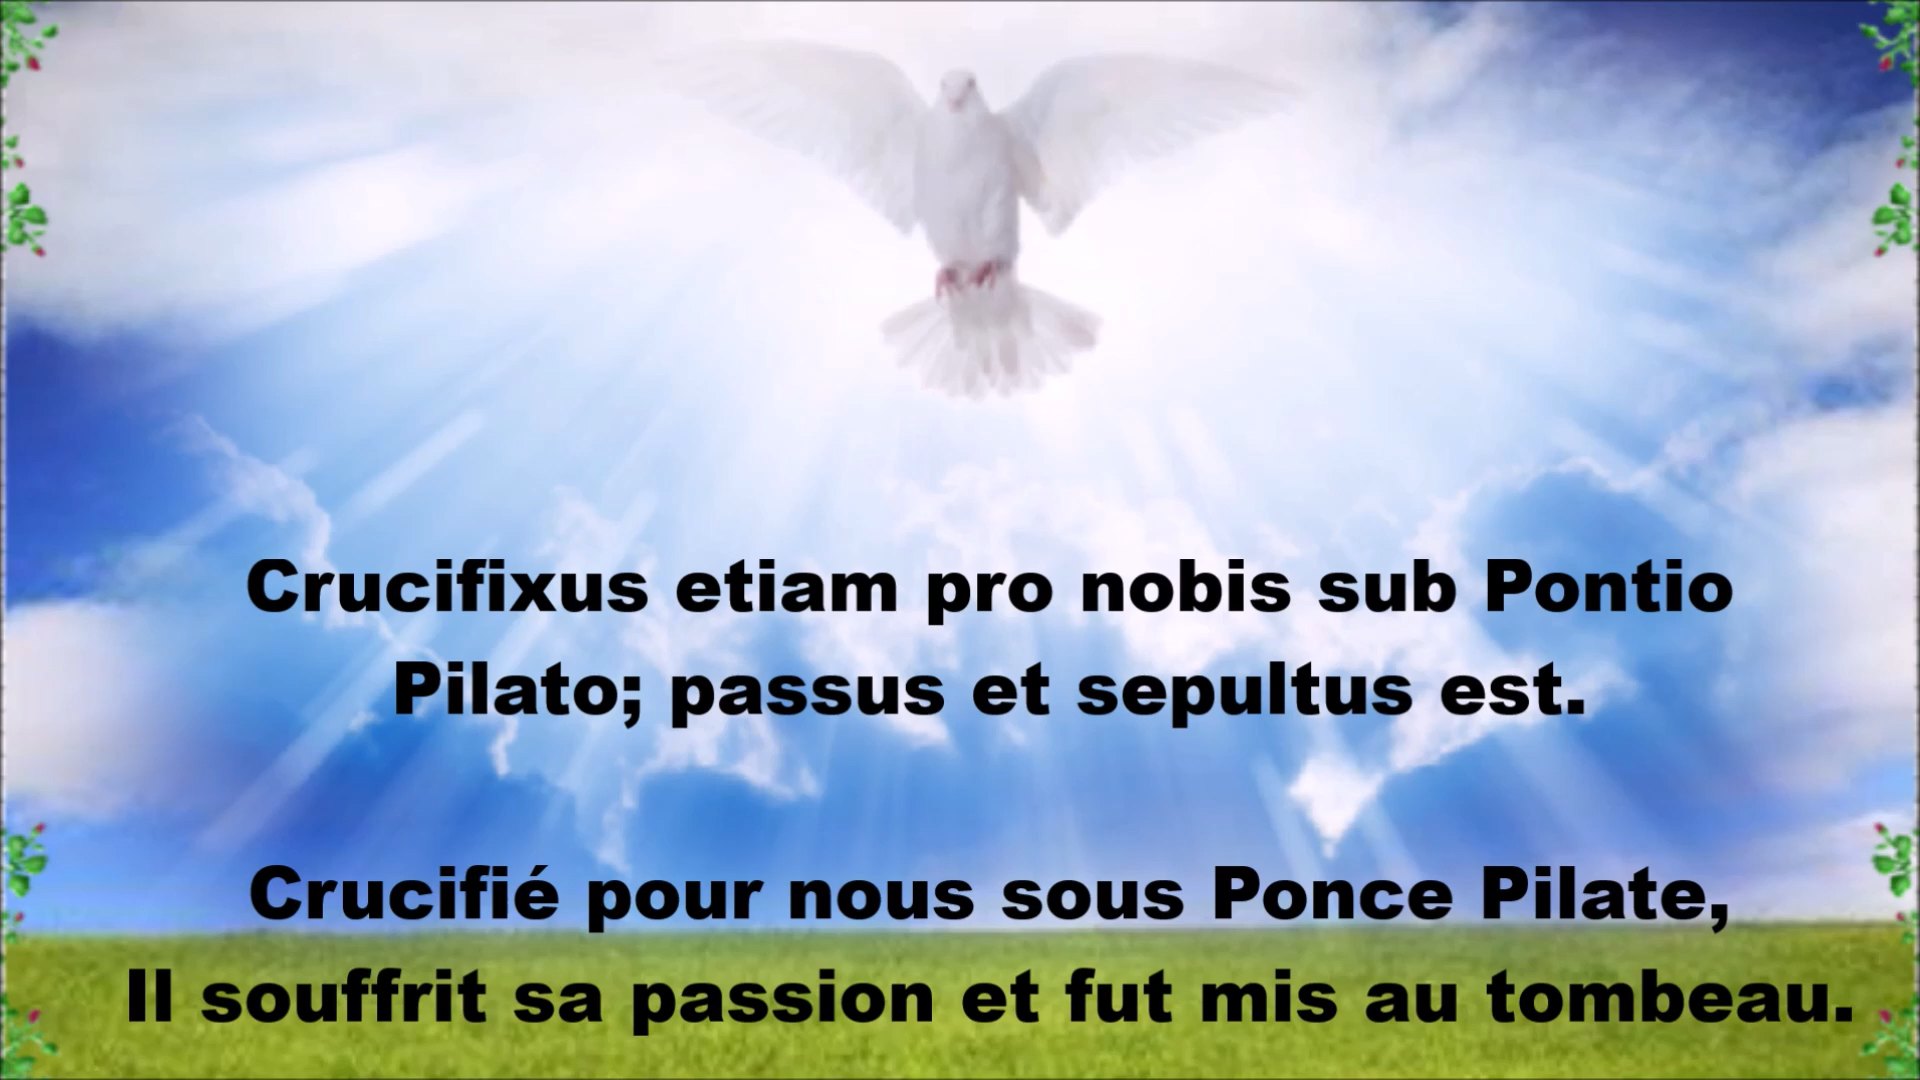 Crucifixus etiam pro nobis sub Pontio
Pilato; passus et sepultus est.
Crucifié pour nous sous Ponce Pilate,
Il souffrit sa passion et fut mis au tombeau.